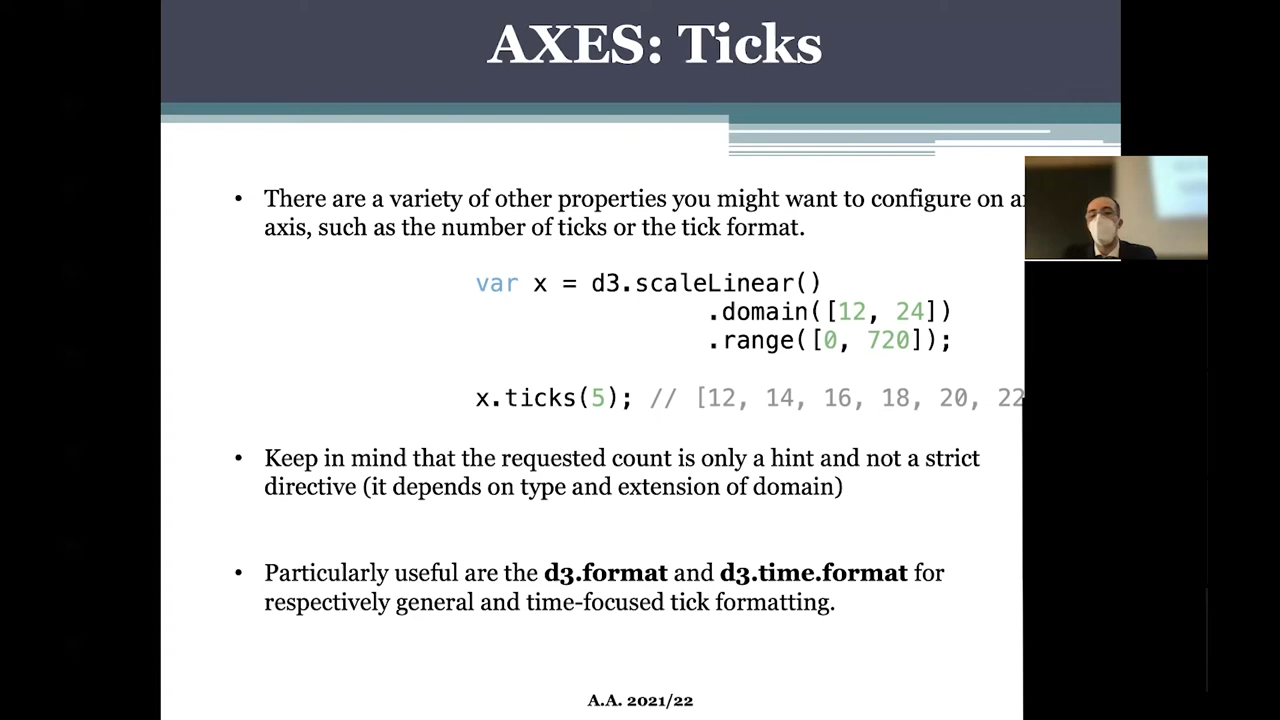 AXES: Ticks
• There are a variety of other properties you might want to configure on
axis, such as the number of ticks or the tick format.
var x = d3.scaleLinear()
.domain([12, 24])
.range([0, 720]);
x.ticks(5); // [12, 14, 16, 18, 20, 22
• Keep in mind that the requested count is only a hint and not a strict
directive (it depends on type and extension of domain)
• Particularly useful are the d3.format and d3.time.format for
respectively general and time-focused tick formatting.
A.A. 2021/22